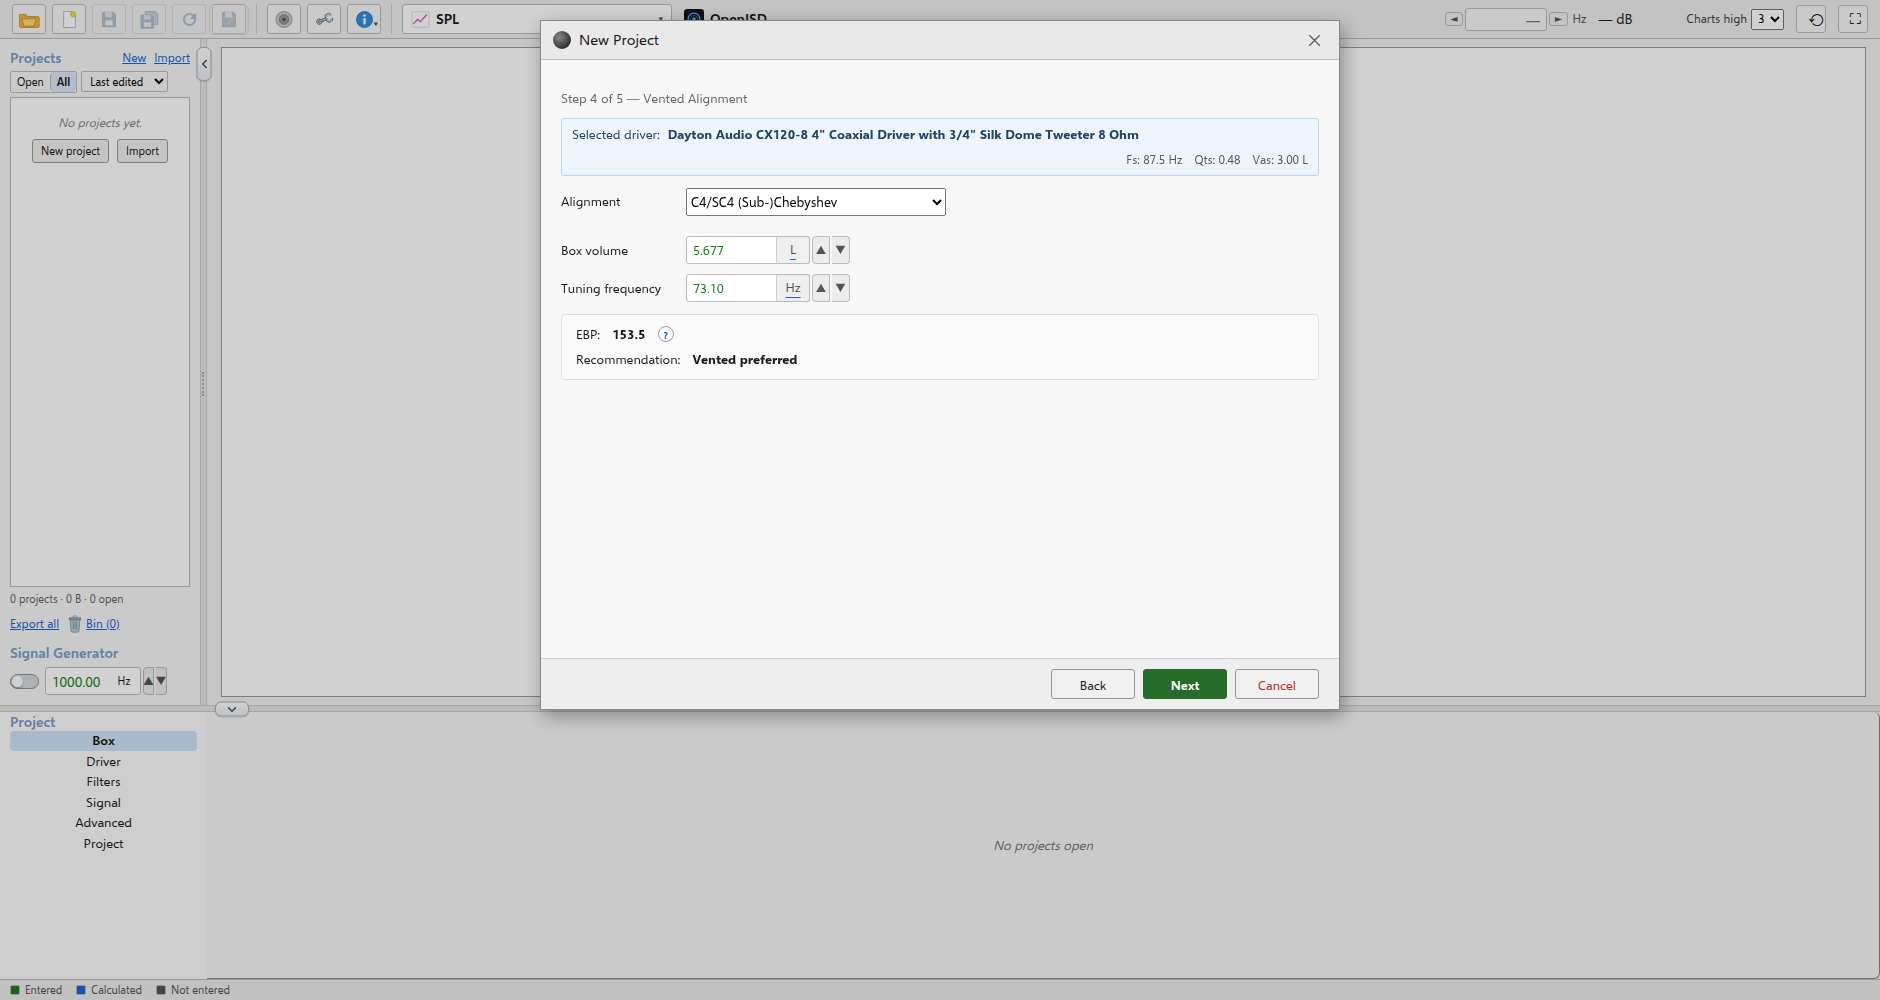 SPL
OpenISD
Hz
— dB
Charts high
3
Projects
New
Import
Open
All
Last edited
No projects yet.
New project
Import
0 projects · 0 B · 0 open
Export all
Bin (0)
Signal Generator
1000.00
Hz
Project
Box
Driver
Filters
Signal
Advanced
Project
New Project
Step 4 of 5 — Vented Alignment
Selected driver: Dayton Audio CX120-8 4" Coaxial Driver with 3/4" Silk Dome Tweeter 8 Ohm
Fs: 87.5 Hz Qts: 0.48 Vas: 3.00 L
Alignment
C4/SC4 (Sub-)Chebyshev
Box volume
5.677
L
Tuning frequency
73.10
Hz
EBP: 153.5 ?
Recommendation: Vented preferred
Back
Next
Cancel
No projects open
Entered
Calculated
Not entered